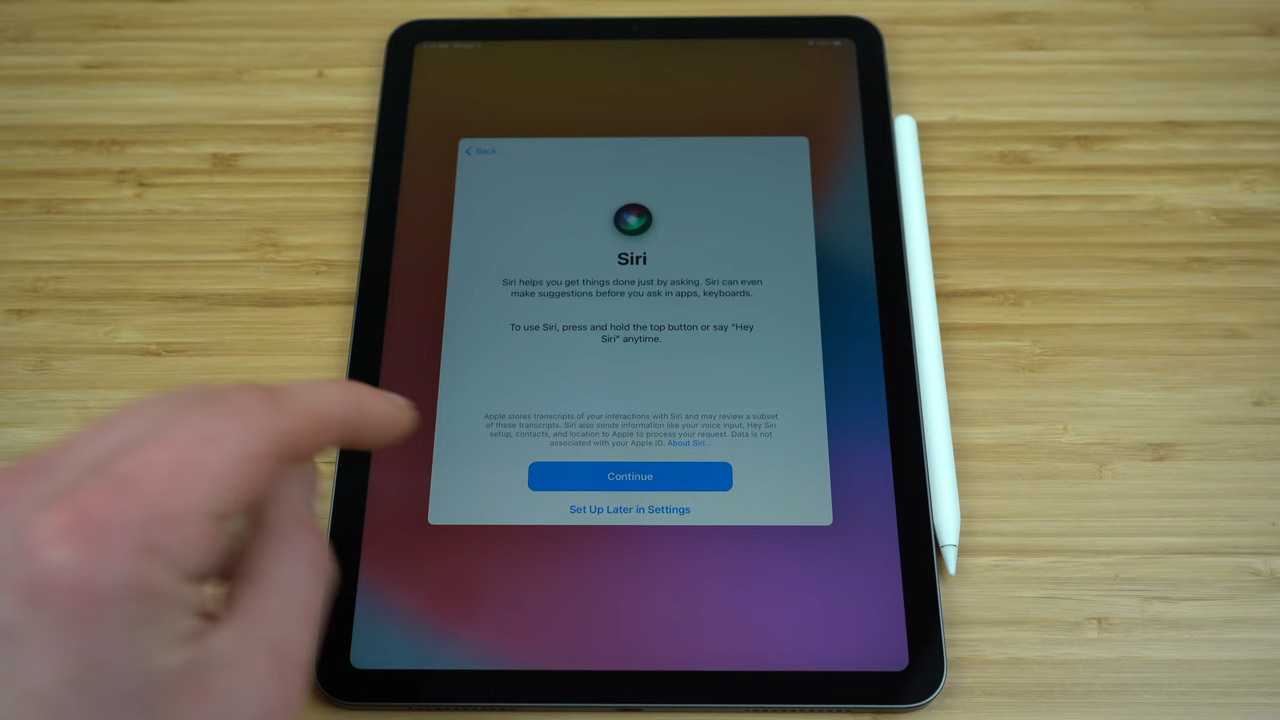 Back
Siri
Siri helps you get things done just by asking. Siri can even
make suggestions before you ask in apps, keyboards.
To use Siri, press and hold the top button or say “Hey
Siri” anytime.
Apple stores transcripts of your interactions with Siri and may review a subset
of these transcripts. Siri also sends information like your voice input, Hey Siri
setup, contacts, and location to Apple to process your request. Data is not
associated with your Apple ID. About Siri...
Continue
Set Up Later in Settings